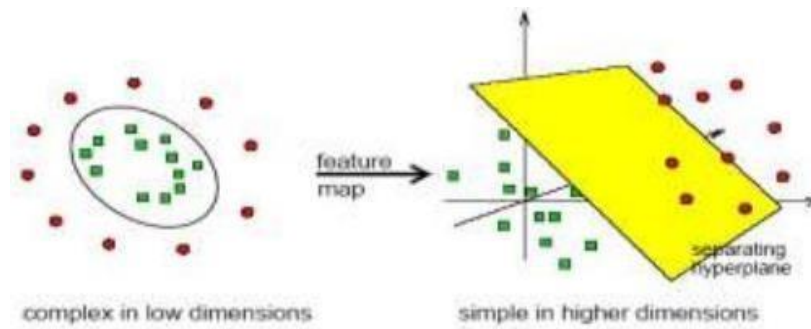 feature
map
separating
hyperplane
complex in low dimensions
simple in higher dimensions